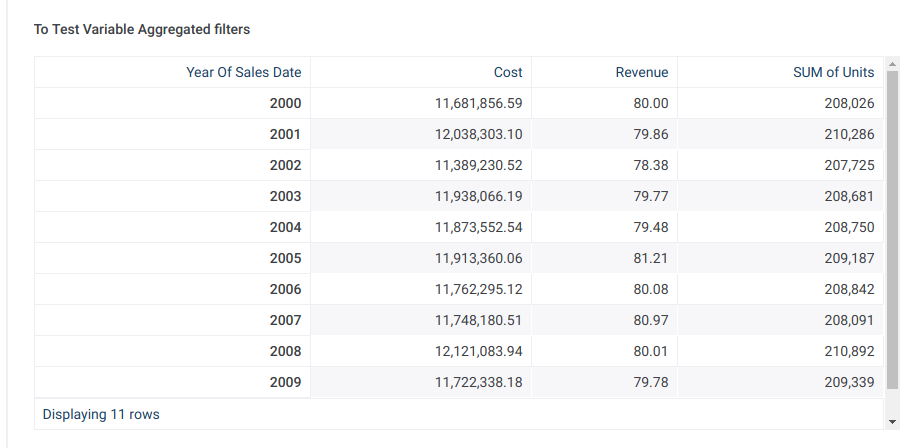 To Test Variable Aggregated filters
Year Of Sales Date Cost Revenue SUM of Units
2000 11,681,856.59 80.00 208,026
2001 12,038,303.10 79.86 210,286
2002 11,389,230.52 78.38 207,725
2003 11,938,066.19 79.77 208,681
2004 11,873,552.54 79.48 208,750
2005 11,913,360.06 81.21 209,187
2006 11,762,295.12 80.08 208,842
2007 11,748,180.51 80.97 208,091
2008 12,121,083.94 80.01 210,892
2009 11,722,338.18 79.78 209,339
Displaying 11 rows